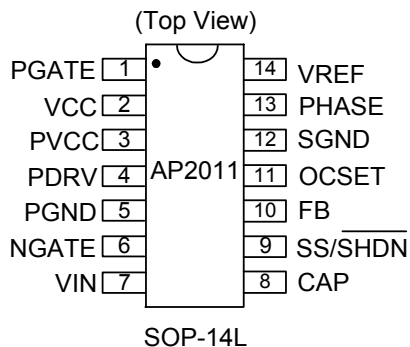 (Top View)
PGATE 1 14 VREF
VCC 2 13 PHASE
PVCC 3 12 SGND
PDRV 4 AP2011 11 OCSET
PGND 5 10 FB
NGATE 6 9 SS/SHDN
VIN 7 8 CAP
SOP-14L